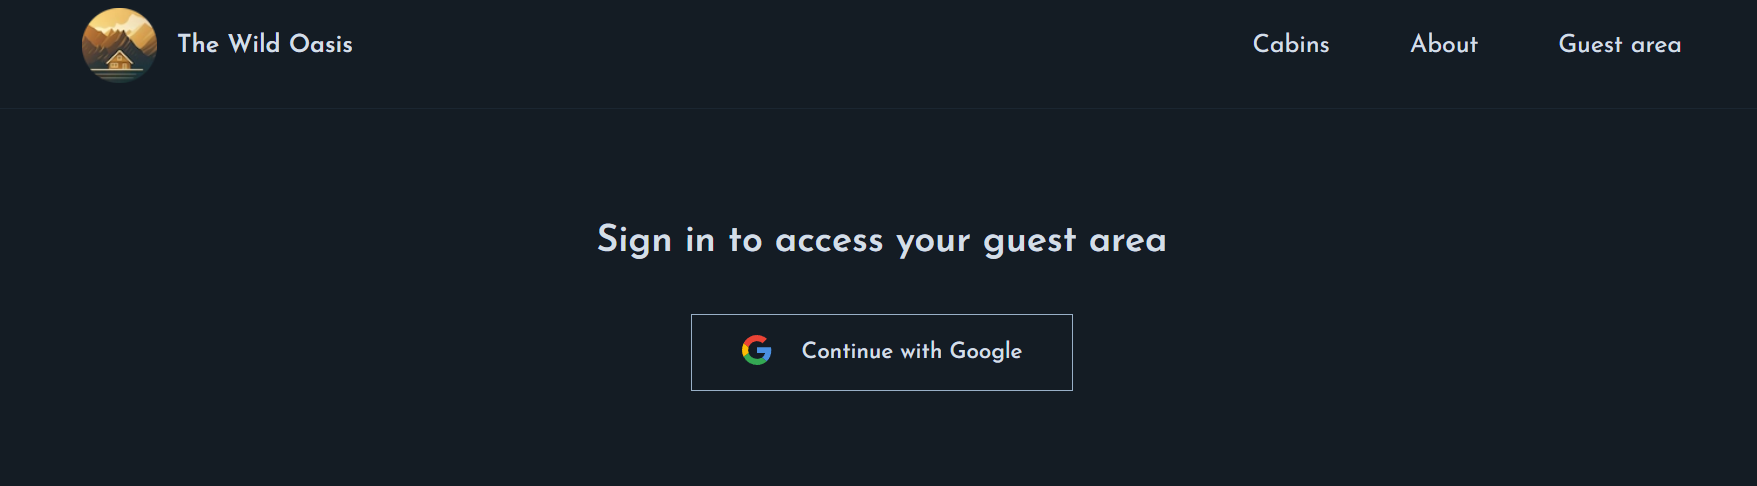 The Wild Oasis
Cabins
About
Guest area
Sign in to access your guest area
Continue with Google